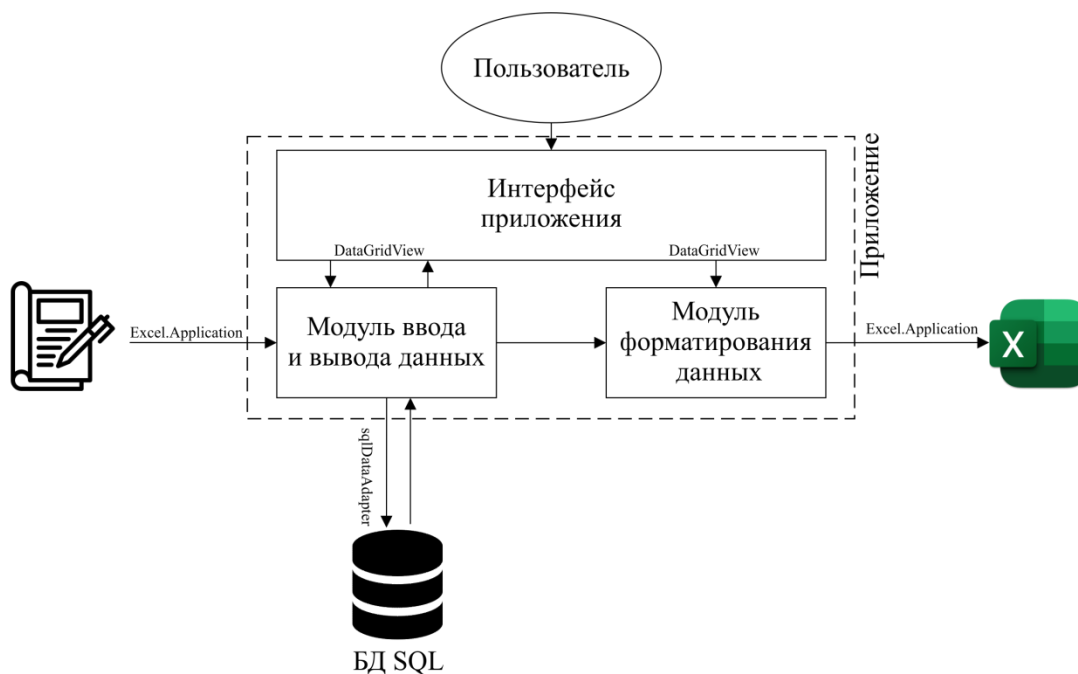 Пользователь
Приложение
Интерфейс
приложения
DataGridView
DataGridView
Excel.Application
Модуль ввода
и вывода данных
Модуль
форматирования
данных
Excel.Application
X
sqlDataAdapter
БД SQL